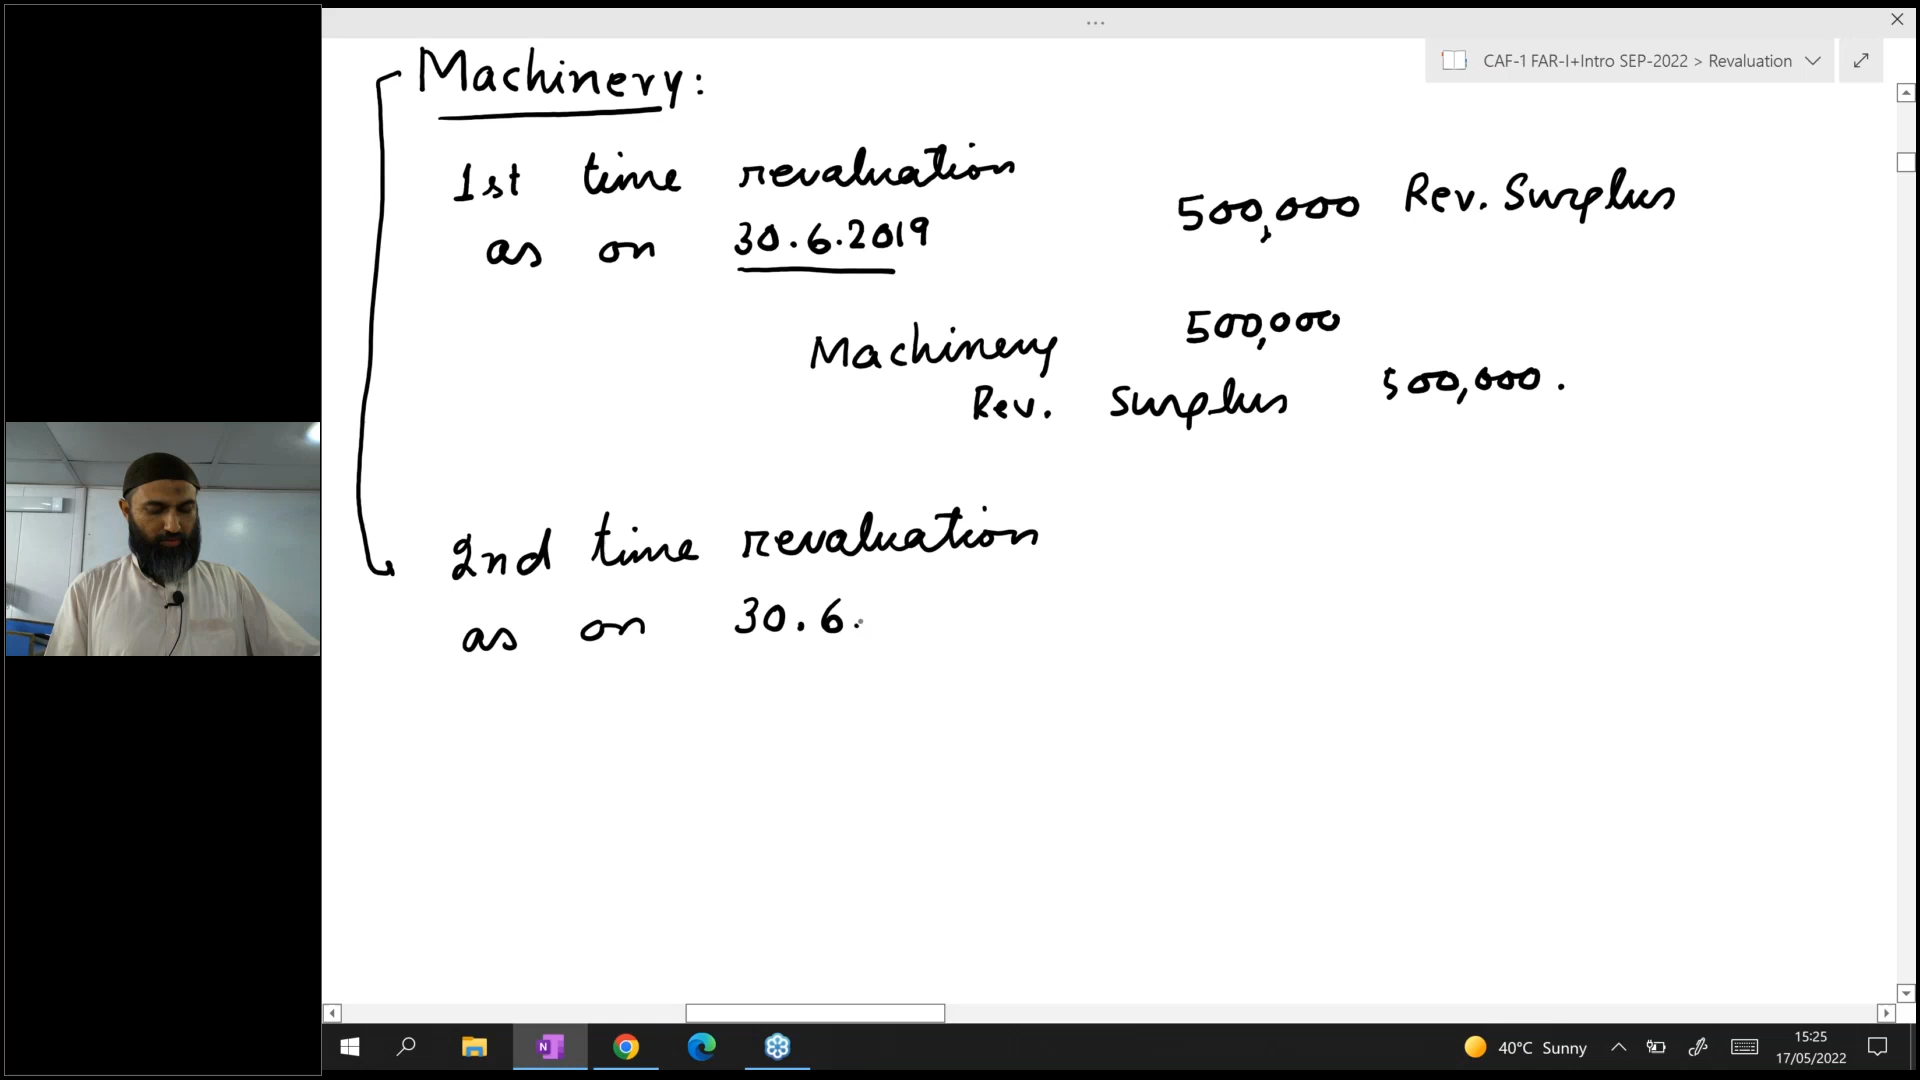 CAF-1 FAR-I+Intro SEP-2022 > Revaluation
Machinery:
1st time revaluation
as on 30.6.2019
500,000 Rev. Surplus
Machinery 500,000
Rev. Surplus 500,000.
2nd time revaluation
as on 30.6.
N
40°C Sunny
15:25
17/05/2022